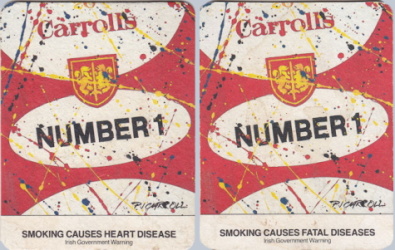 Carrolls
NUMBER 1
SMOKING CAUSES HEART DISEASE
Irish Government Warning
Carrolls
NUMBER 1
SMOKING CAUSES FATAL DISEASES
Irish Government Warning